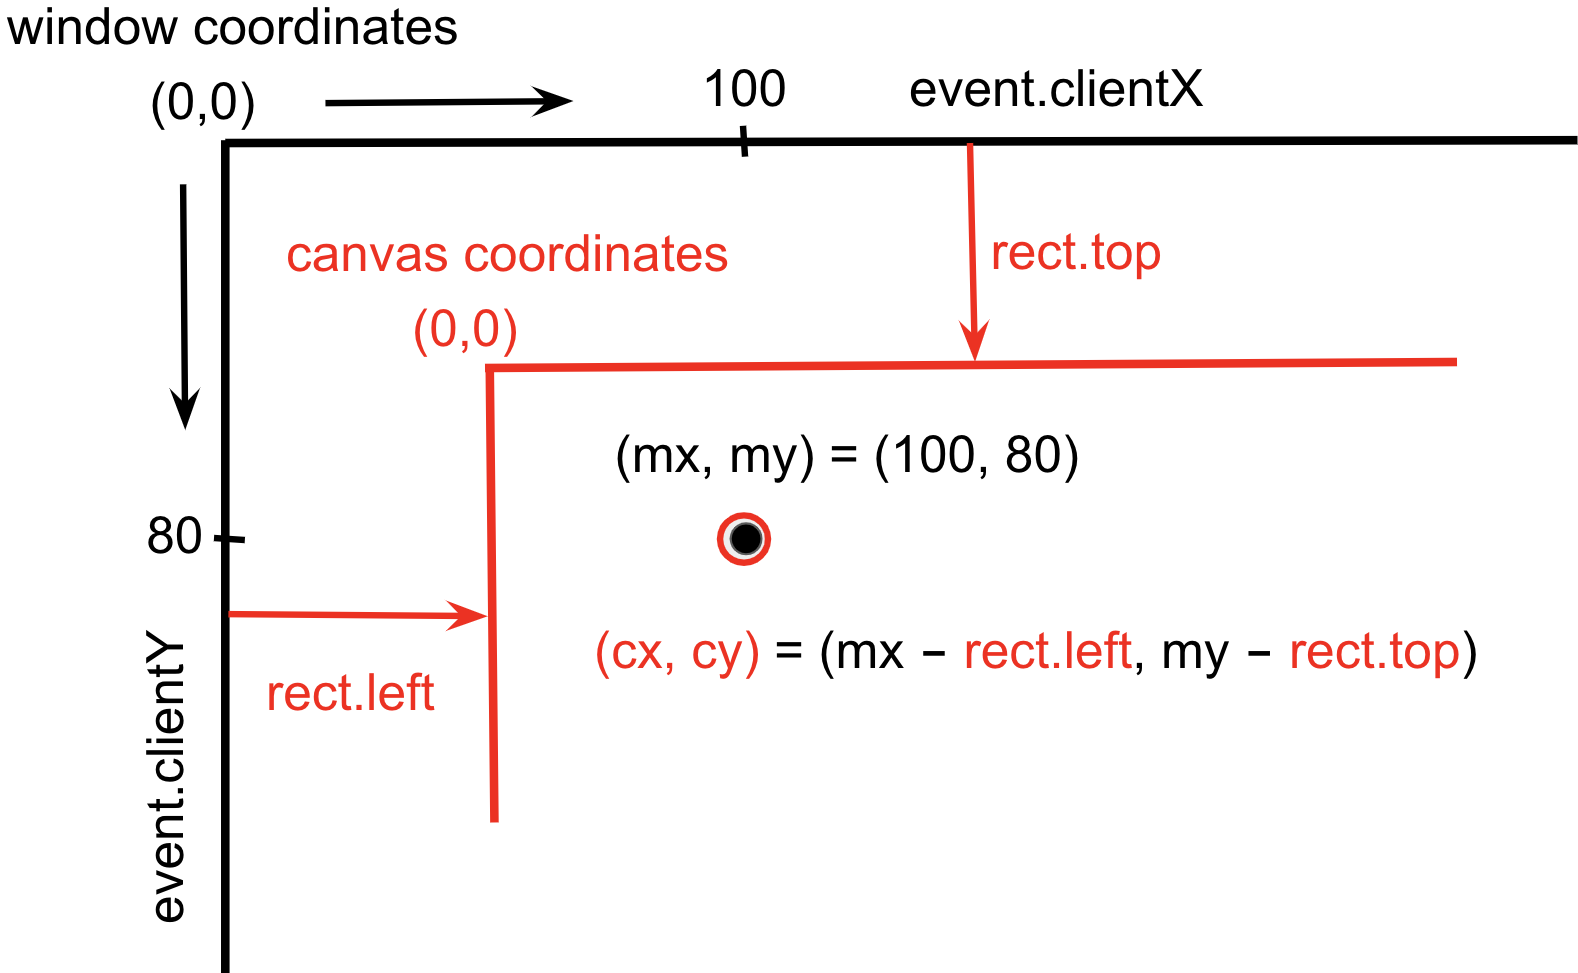 window coordinates
(0,0)
100
event.clientX
canvas coordinates
rect.top
(0,0)
(mx, my) = (100, 80)
80
(cx, cy) = (mx − rect.left, my − rect.top)
rect.left
event.clientY